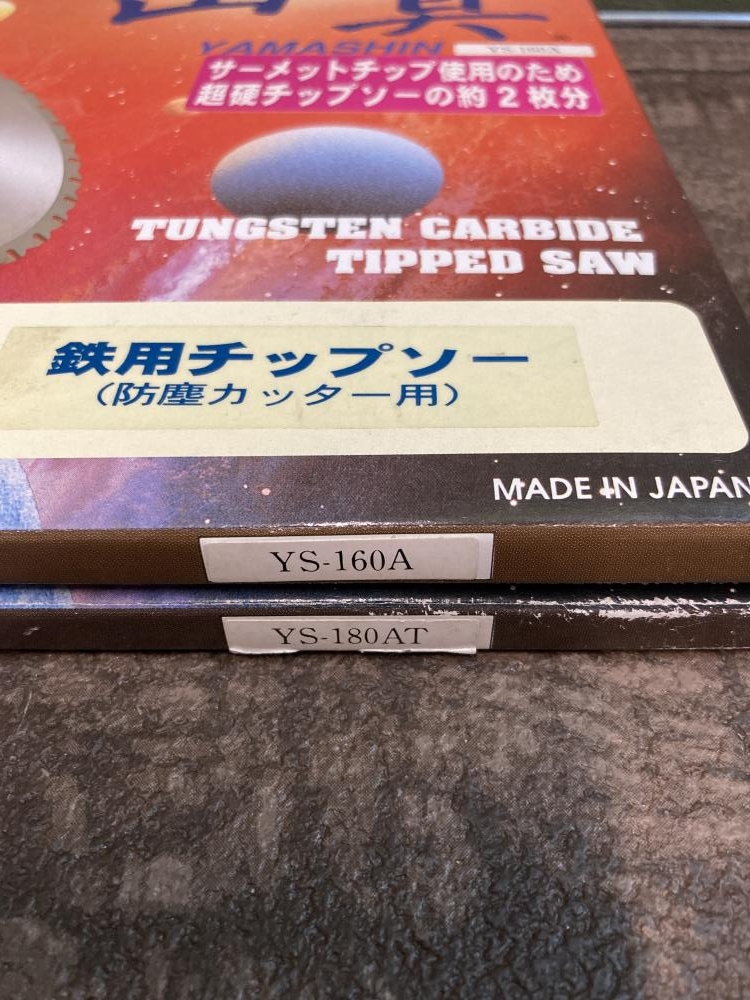 山真
YAMASHIN
サーメットチップ使用のため
超硬チップソーの約2枚分
TUNGSTEN CARBIDE
TIPPED SAW
鉄用チップソー
(防塵カッター用)
MADE IN JAPAN
YS-160A
YS-180AT